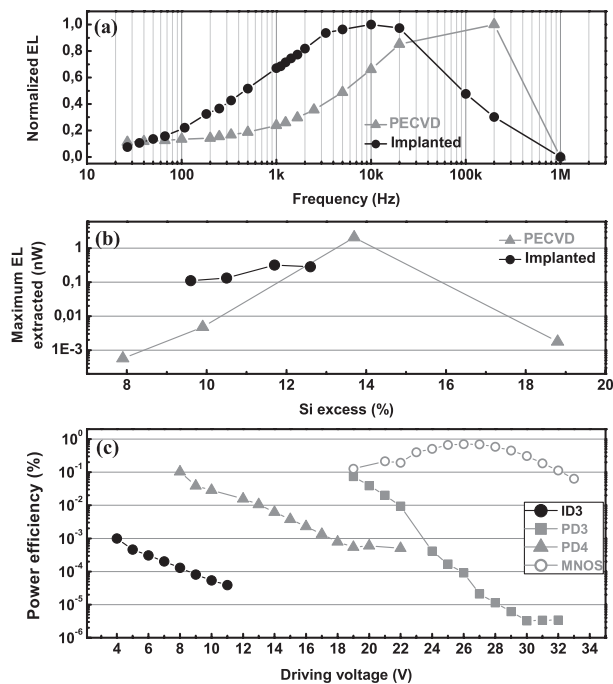 (a)
Normalized EL
1,0
0,8
0,6
0,4
0,2
0,0
PECVD
Implanted
10 100 1k 10k 100k 1M
Frequency (Hz)
(b)
Maximum EL
extracted (nW)
1
0,1
0,01
1E-3
PECVD
Implanted
8 10 12 14 16 18 20
Si excess (%)
(c)
Power efficiency (%)
10^0
10^-1
10^-2
10^-3
10^-4
10^-5
10^-6
ID3
PD3
PD4
MNOS
4 6 8 10 12 14 16 18 20 22 24 26 28 30 32 34
Driving voltage (V)